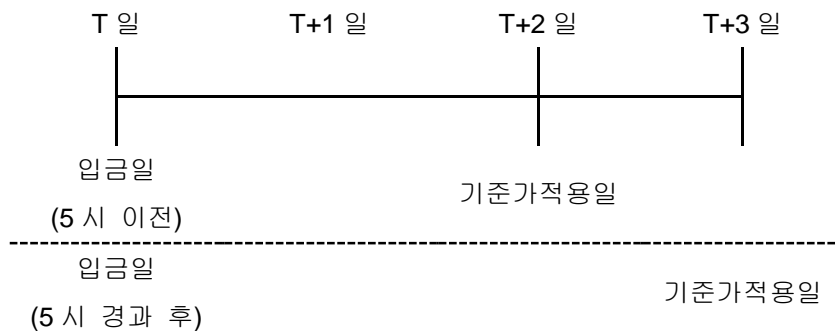 T 일 T+1 일 T+2 일 T+3 일
입금일
(5 시 이전)
기준가적용일
입금일
(5 시 경과 후)
기준가적용일